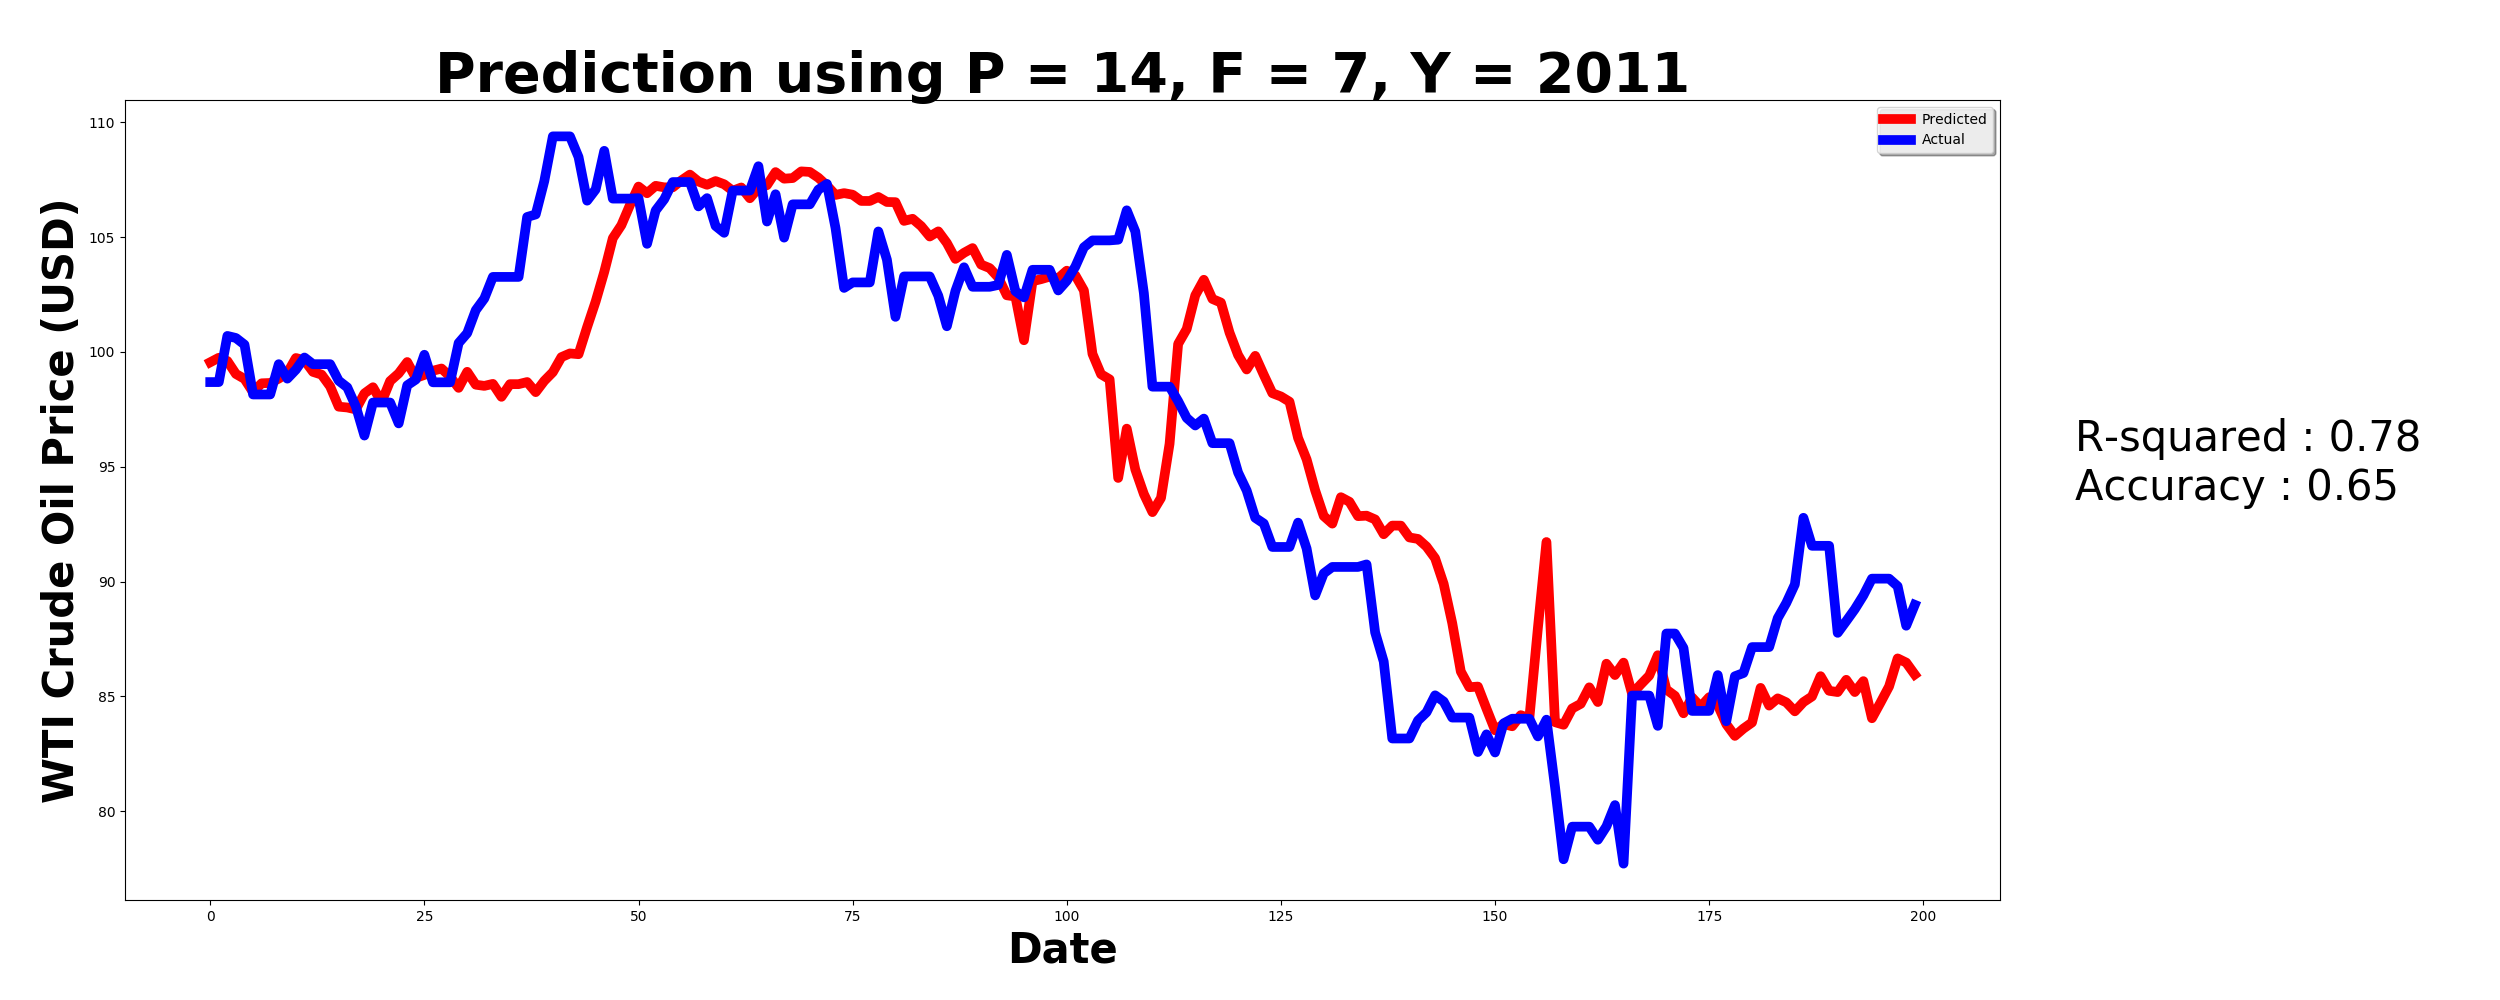 Prediction using P = 14, F = 7, Y = 2011
Predicted
Actual
WTI Crude Oil Price (USD)
110
105
100
95
90
85
80
0 25 50 75 100 125 150 175 200
Date
R-squared : 0.78
Accuracy : 0.65